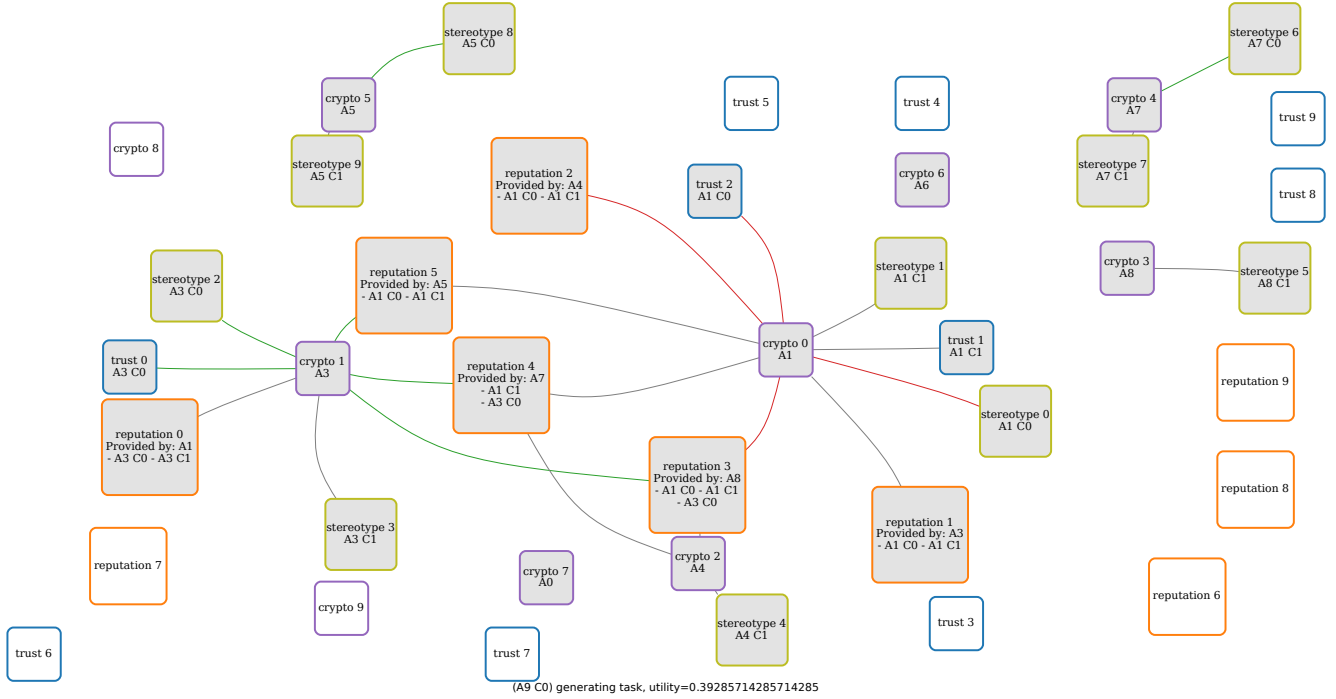 stereotype 8
A5 C0
stereotype 6
A7 C0
crypto 5
A5
trust 5
trust 4
crypto 4
A7
trust 9
crypto 8
stereotype 9
A5 C1
reputation 2
Provided by: A4
- A1 C0 - A1 C1
trust 2
A1 C0
crypto 6
A6
stereotype 7
A7 C1
trust 8
stereotype 2
A3 C0
reputation 5
Provided by: A5
- A1 C0 - A1 C1
stereotype 1
A1 C1
crypto 3
A8
stereotype 5
A8 C1
trust 0
A3 C0
crypto 1
A3
reputation 4
Provided by: A7
- A1 C1
- A3 C0
crypto 0
A1
trust 1
A1 C1
reputation 9
reputation 0
Provided by: A1
- A3 C0 - A3 C1
stereotype 0
A1 C0
reputation 3
Provided by: A8
- A1 C0 - A1 C1
- A3 C0
reputation 8
stereotype 3
A3 C1
reputation 1
Provided by: A3
- A1 C0 - A1 C1
reputation 7
crypto 7
A0
crypto 2
A4
reputation 6
crypto 9
stereotype 4
A4 C1
trust 3
trust 6
trust 7
(A9 C0) generating task, utility=0.39285714285714285